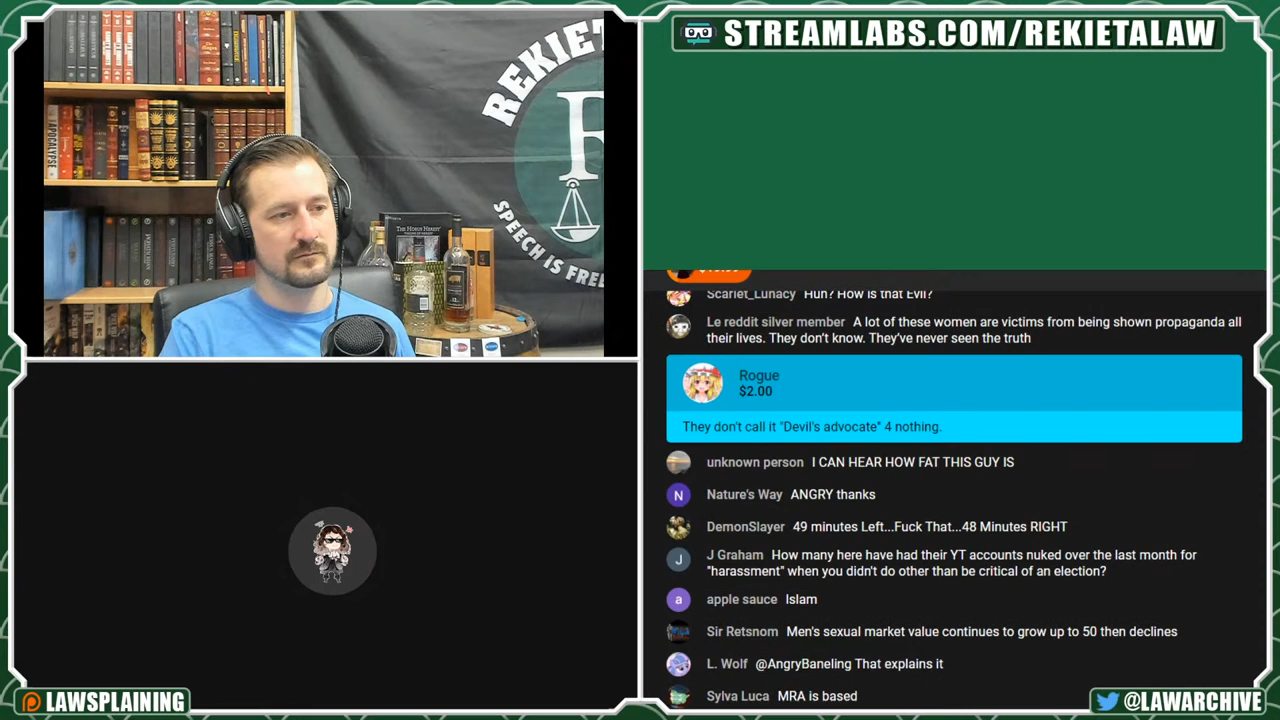 STREAMLABS.COM/REKIETALAW
REKIETA
SPEECH IS FREE
APOCALYPSE
THE HORUS HERESY
Scarlet_Lunacy Huh? How is that Evil?
Le reddit silver member A lot of these women are victims from being shown propaganda all
their lives. They don't know. They've never seen the truth
Rogue
$2.00
They don't call it "Devil's advocate" 4 nothing.
unknown person I CAN HEAR HOW FAT THIS GUY IS
N Nature's Way ANGRY thanks
DemonSlayer 49 minutes Left...Fuck That...48 Minutes RIGHT
J J Graham How many here have had their YT accounts nuked over the last month for
"harassment" when you didn't do other than be critical of an election?
a apple sauce Islam
Sir Retsnom Men's sexual market value continues to grow up to 50 then declines
L. Wolf @AngryBaneling That explains it
Sylva Luca MRA is based
LAWSPLAINING
@LAWARCHIVE